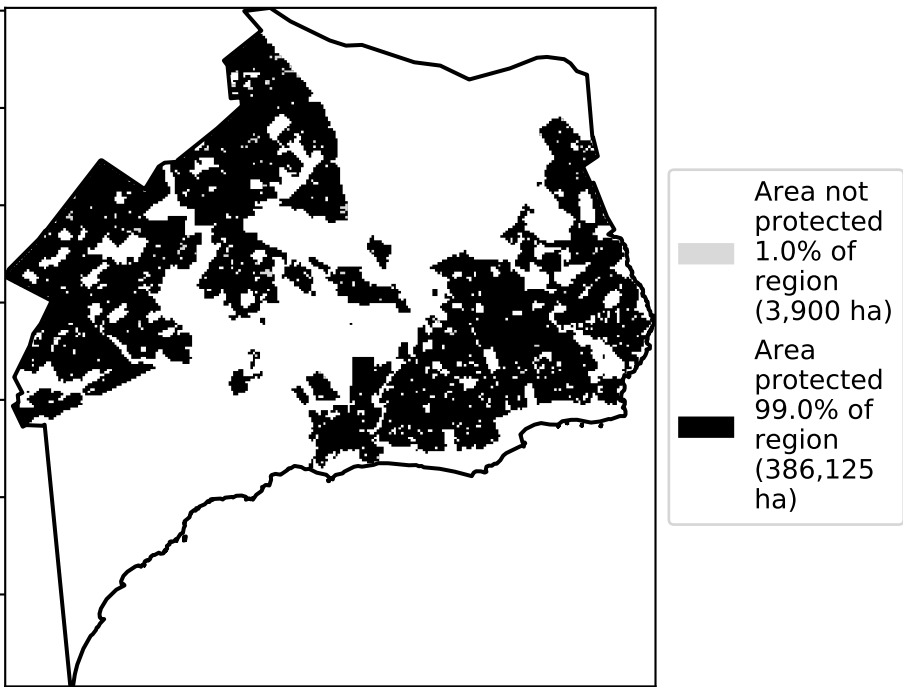 Area not
protected
1.0% of
region
(3,900 ha)
Area
protected
99.0% of
region
(386,125
ha)